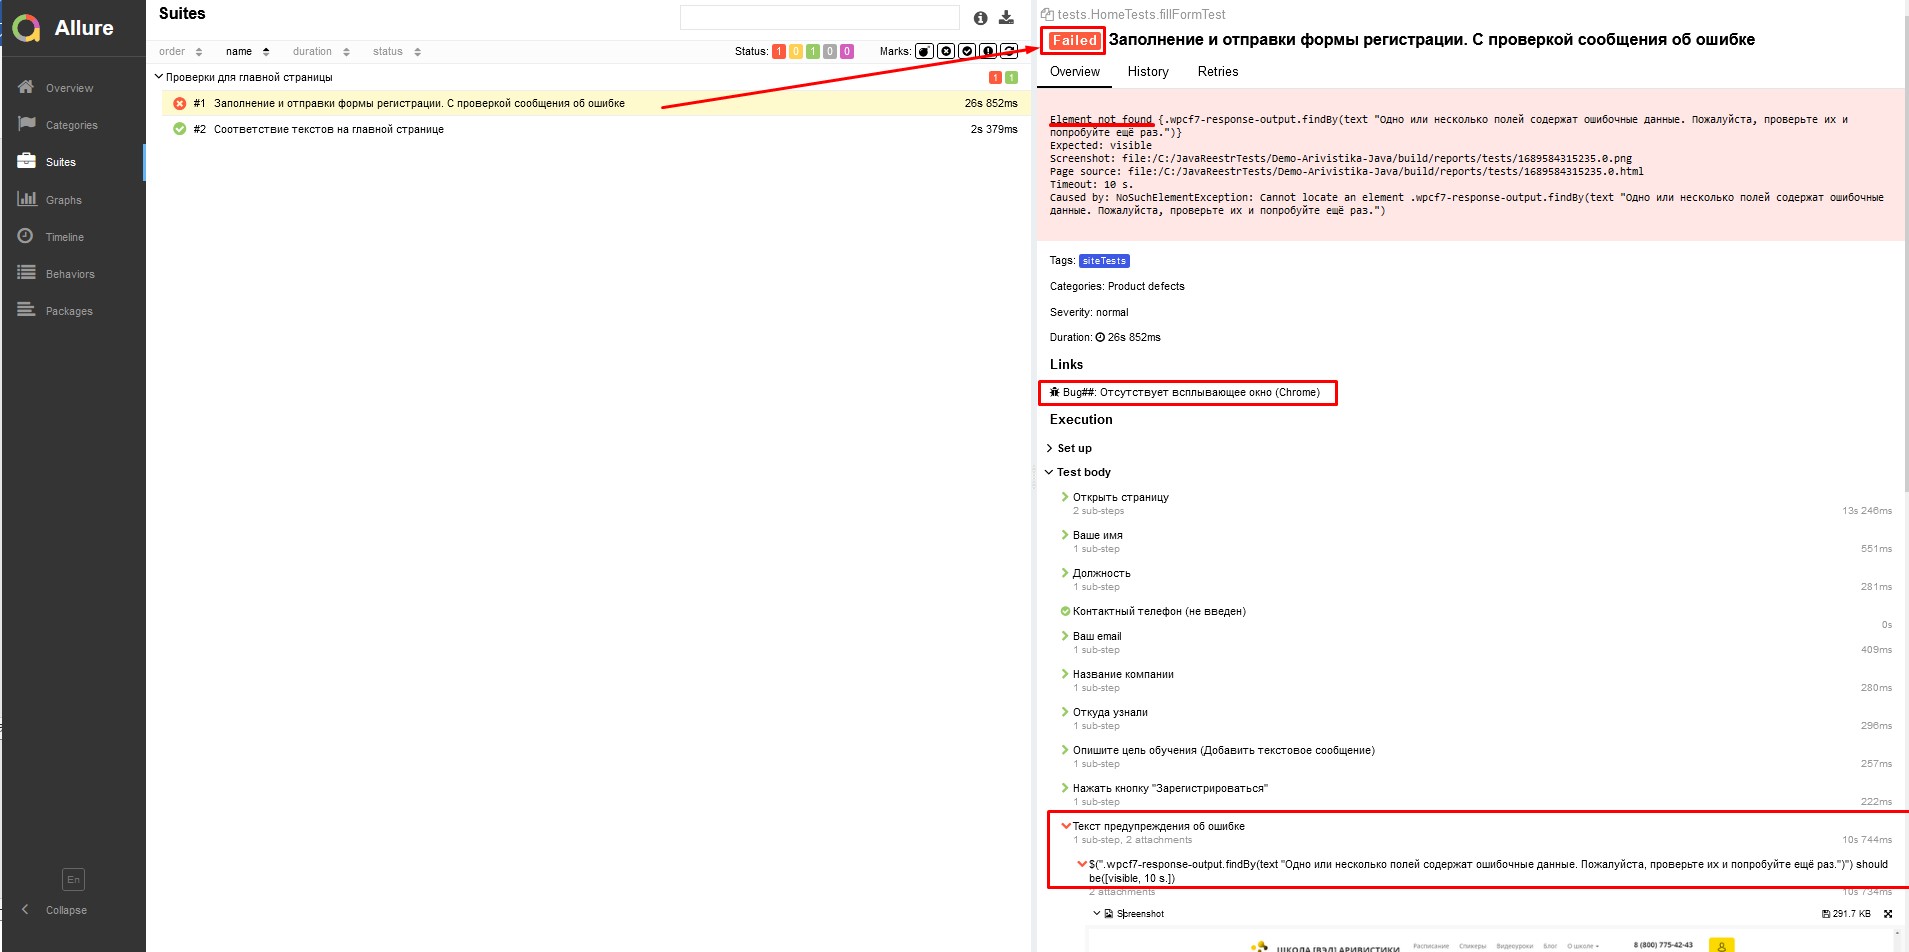 Allure
Overview
Categories
Suites
Graphs
Timeline
Behaviors
Packages
En
Collapse
Suites
order name duration status Status: 1 0 1 0 0 Marks:
Проверки для главной страницы 1 1
#1 Заполнение и отправки формы регистрации. С проверкой сообщения об ошибке 26s 852ms
#2 Соответствие текстов на главной странице 2s 379ms
tests.HomeTests.fillFormTest
Failed Заполнение и отправки формы регистрации. С проверкой сообщения об ошибке
Overview History Retries
Element not found {.wpcf7-response-output.findBy(text "Одно или несколько полей содержат ошибочные данные. Пожалуйста, проверьте их и
попробуйте ещё раз.")}
Expected: visible
Screenshot: file:/C:/JavaReestrTests/Demo-Arivistika-Java/build/reports/tests/1689584315235.0.png
Page source: file:/C:/JavaReestrTests/Demo-Arivistika-Java/build/reports/tests/1689584315235.0.html
Timeout: 10 s.
Caused by: NoSuchElementException: Cannot locate an element .wpcf7-response-output.findBy(text "Одно или несколько полей содержат ошибочные
данные. Пожалуйста, проверьте их и попробуйте ещё раз.")
Tags: siteTests
Categories: Product defects
Severity: normal
Duration: 26s 852ms
Links
Bug##: Отсутствует всплывающее окно (Chrome)
Execution
Set up
Test body
Открыть страницу
2 sub-steps 13s 246ms
Ваше имя
1 sub-step 551ms
Должность
1 sub-step 281ms
Контактный телефон (не введен)
0s
Ваш email
1 sub-step 409ms
Название компании
1 sub-step 280ms
Откуда узнали
1 sub-step 296ms
Опишите цель обучения (Добавить текстовое сообщение)
1 sub-step 257ms
Нажать кнопку "Зарегистрироваться"
1 sub-step 222ms
Текст предупреждения об ошибке
1 sub-step, 2 attachments 10s 744ms
$(".wpcf7-response-output.findBy(text "Одно или несколько полей содержат ошибочные данные. Пожалуйста, проверьте их и попробуйте ещё раз.")") should
be([visible, 10 s.])
2 attachments 10s 734ms
Screenshot 291.7 KB
ШКОЛА [ВЭД] АРИВИСТИКИ Расписание Спикеры Видеоуроки Блог О школе 8 (800) 775-42-43